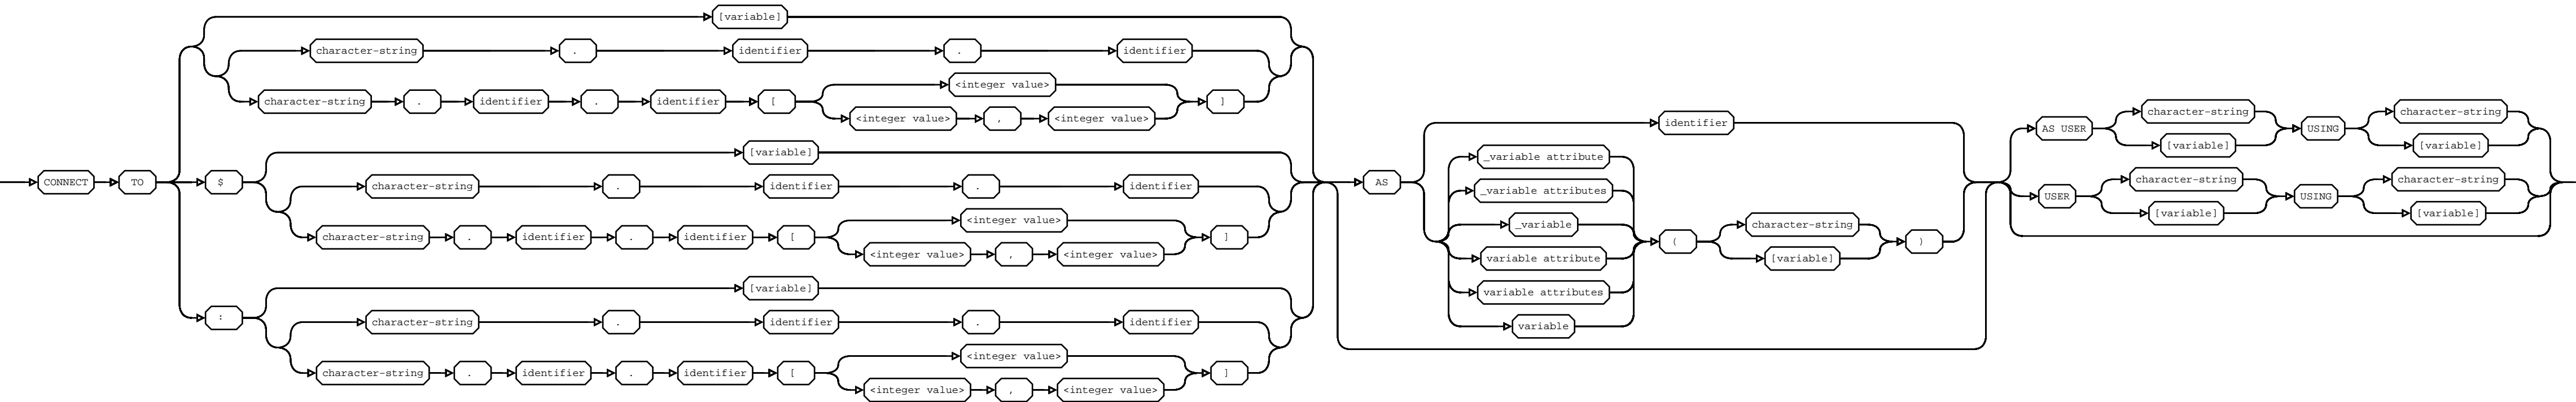 [variable]
character-string . identifier . identifier
<integer value>
character-string . identifier . identifier [ ]
<integer value> , <integer value>
CONNECT TO $
[variable]
character-string . identifier . identifier
<integer value>
character-string . identifier . identifier [ ]
<integer value> , <integer value>
:
[variable]
character-string . identifier . identifier
<integer value>
character-string . identifier . identifier [ ]
<integer value> , <integer value>
AS
identifier
_variable attribute
_variable attributes
_variable
variable attribute
variable attributes
variable
(
character-string
[variable]
)
AS USER
character-string
[variable]
USING
character-string
[variable]
USER
character-string
[variable]
USING
character-string
[variable]